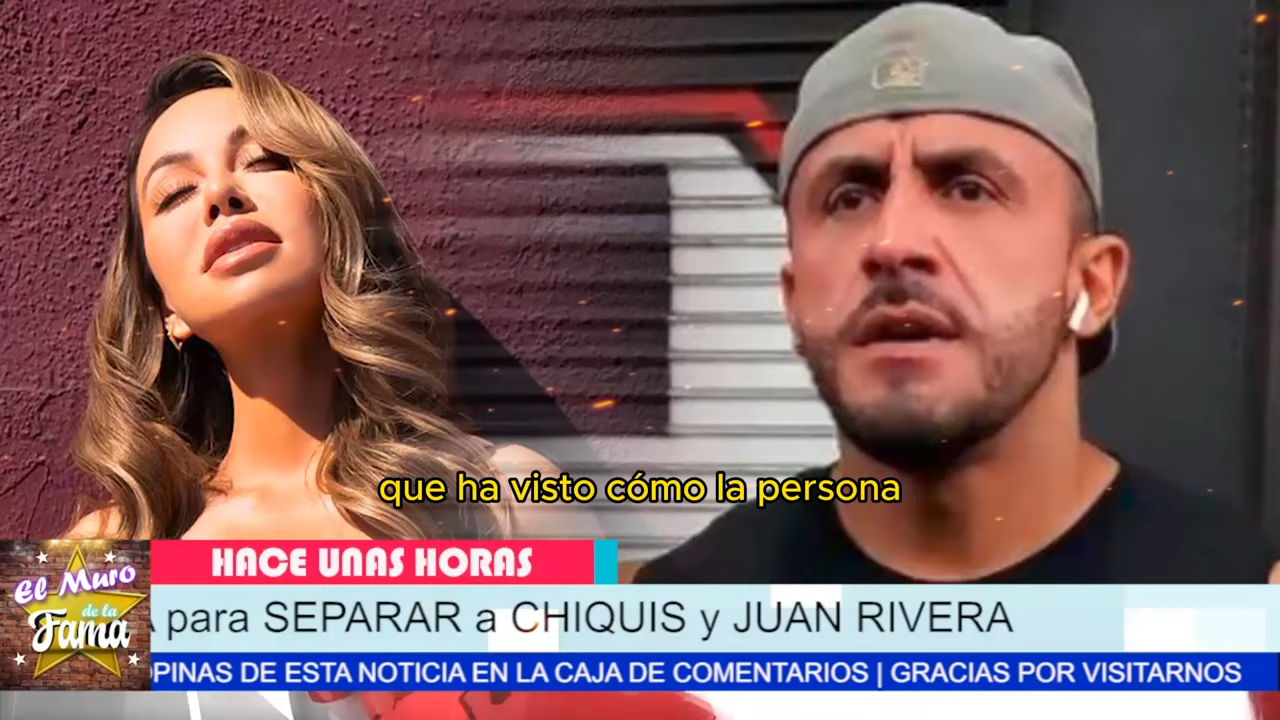 que ha visto cómo la persona
HACE UNAS HORAS
El Muro
de la
Fama
para SEPARAR a CHIQUIS y JUAN RIVERA
PINAS DE ESTA NOTICIA EN LA CAJA DE COMENTARIOS | GRACIAS POR VISITARNOS